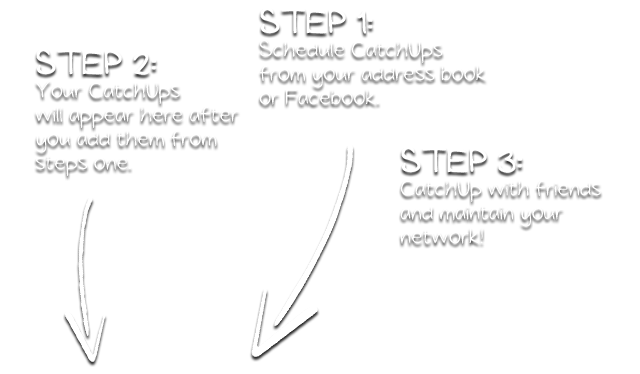 STEP 1:
Schedule CatchUps
from your address book
or Facebook.
STEP 2:
Your CatchUps
will appear here after
you add them from
steps one.
STEP 3:
CatchUp with friends
and maintain your
network!